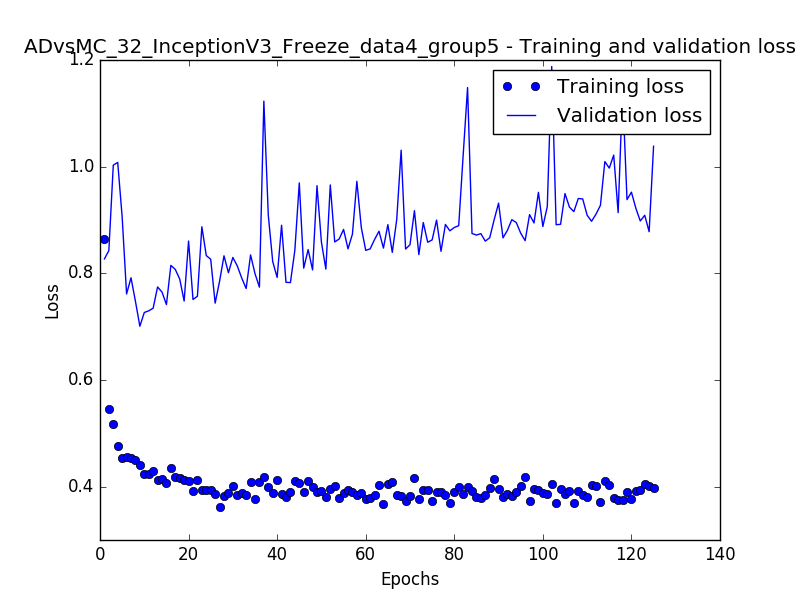 ADvsMC_32_InceptionV3_Freeze_data4_group5 - Training and validation loss
1.2
1.0
0.8
0.6
0.4
Loss
Training loss
Validation loss
0
20
40
60
80
100
120
140
Epochs